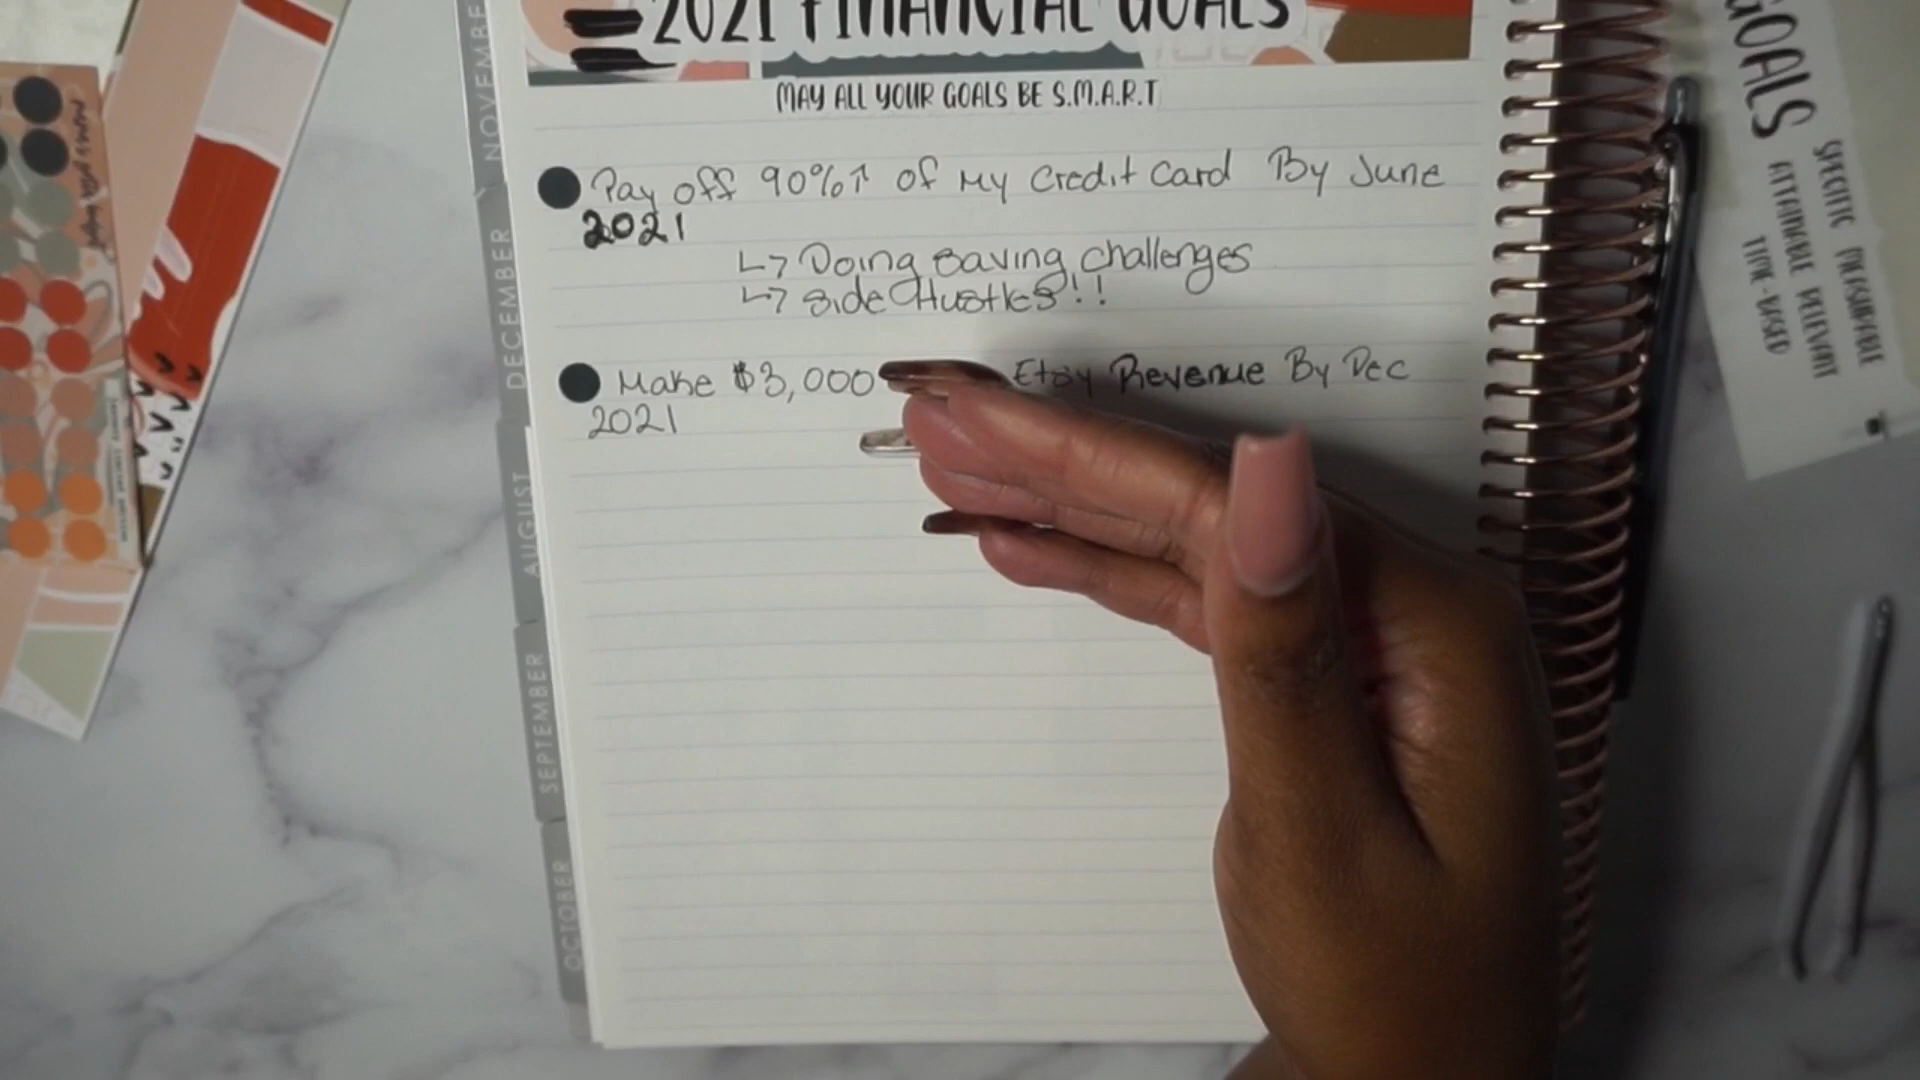 2021 FINANCIAL GOALS
MAY ALL YOUR GOALS BE S.M.A.R.T
Pay off 90%↑ of My Credit Card By June
2021
↳ Doing saving challenges
↳ side Hustles!!
Make $3,000 Etsy Revenue By Dec
2021
NOVEMBER
DECEMBER
AUGUST
SEPTEMBER
OCTOBER
GOALS
SPECIFIC MEASURABLE
ATTAINABLE RELEVANT
TIME-BASED